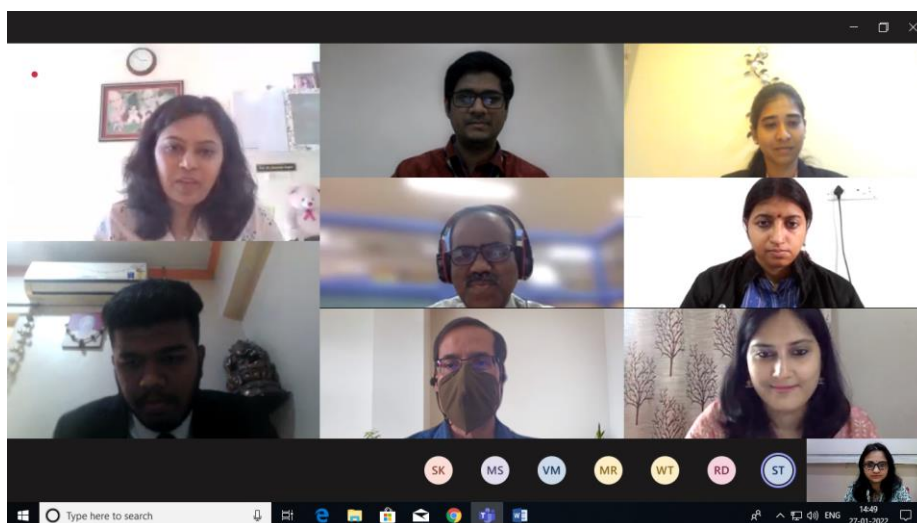 SK MS VM MR WT RD ST
Type here to search
ENG
14:49
27-01-2022